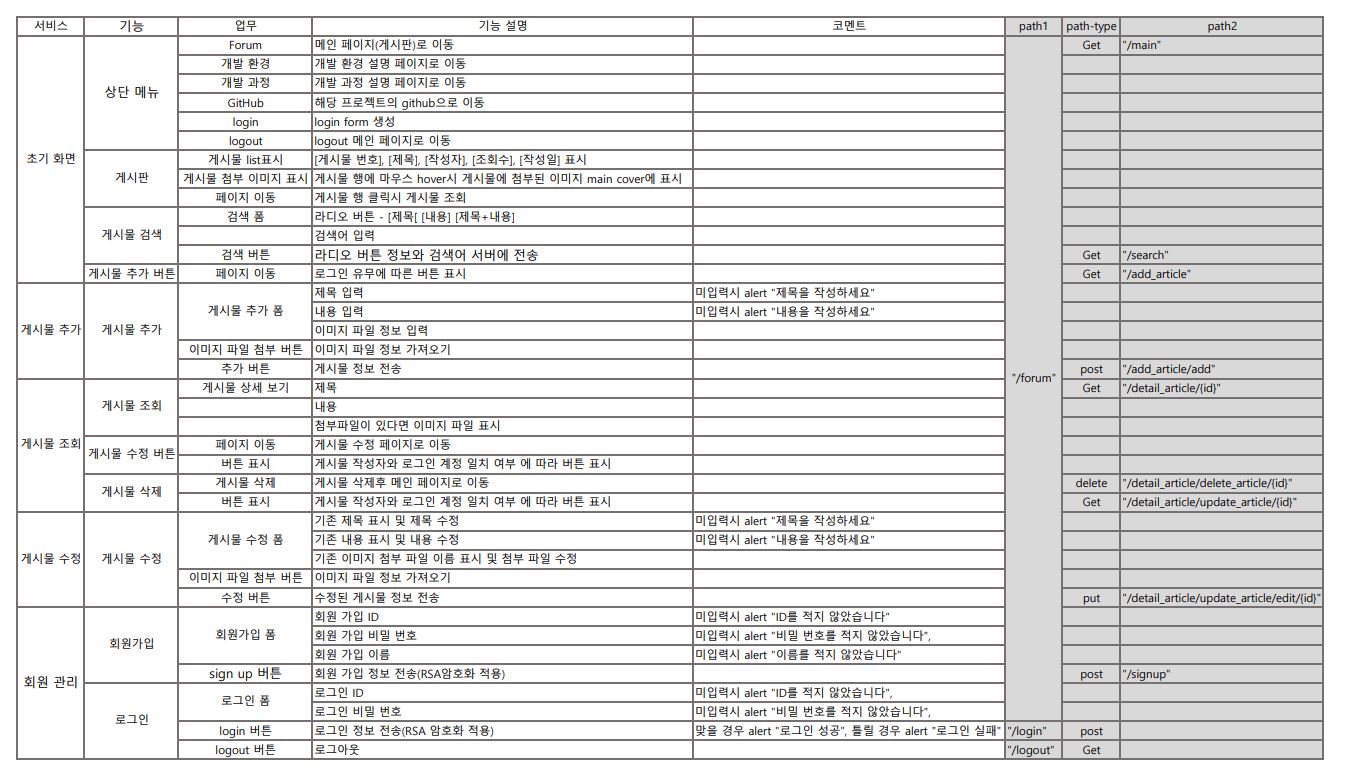 서비스 기능 업무 기능 설명 코멘트 path1 path-type path2
초기 화면 상단 메뉴 Forum 메인 페이지(게시판)로 이동 "/forum" Get "/main"
개발 환경 개발 환경 설명 페이지로 이동
개발 과정 개발 과정 설명 페이지로 이동
GitHub 해당 프로젝트의 github으로 이동
login login form 생성
logout logout 메인 페이지로 이동
게시판 게시물 list표시 [게시물 번호], [제목], [작성자], [조회수], [작성일] 표시
게시물 첨부 이미지 표시 게시물 행에 마우스 hover시 게시물에 첨부된 이미지 main cover에 표시
페이지 이동 게시물 행 클릭시 게시물 조회
게시물 검색 검색 폼 라디오 버튼 - [제목[ [내용] [제목+내용]
검색어 입력
검색 버튼 라디오 버튼 정보와 검색어 서버에 전송 Get "/search"
게시물 추가 버튼 페이지 이동 로그인 유무에 따른 버튼 표시 Get "/add_article"
게시물 추가 게시물 추가 게시물 추가 폼 제목 입력 미입력시 alert "제목을 작성하세요"
내용 입력 미입력시 alert "내용을 작성하세요"
이미지 파일 정보 입력
이미지 파일 첨부 버튼 이미지 파일 정보 가져오기
추가 버튼 게시물 정보 전송 post "/add_article/add"
게시물 조회 게시물 조회 게시물 상세 보기 제목 Get "/detail_article/{id}"
내용
첨부파일이 있다면 이미지 파일 표시
게시물 수정 버튼 페이지 이동 게시물 수정 페이지로 이동
버튼 표시 게시물 작성자와 로그인 계정 일치 여부 에 따라 버튼 표시
게시물 삭제 게시물 삭제 게시물 삭제후 메인 페이지로 이동 delete "/detail_article/delete_article/{id}"
버튼 표시 게시물 작성자와 로그인 계정 일치 여부 에 따라 버튼 표시 Get "/detail_article/update_article/{id}"
게시물 수정 게시물 수정 게시물 수정 폼 기존 제목 표시 및 제목 수정 미입력시 alert "제목을 작성하세요"
기존 내용 표시 및 내용 수정 미입력시 alert "내용을 작성하세요"
기존 이미지 첨부 파일 이름 표시 및 첨부 파일 수정
이미지 파일 첨부 버튼 이미지 파일 정보 가져오기
수정 버튼 수정된 게시물 정보 전송 put "/detail_article/update_article/edit/{id}"
회원 관리 회원가입 회원가입 폼 회원 가입 ID 미입력시 alert "ID를 적지 않았습니다"
회원 가입 비밀 번호 미입력시 alert "비밀 번호를 적지 않았습니다",
회원 가입 이름 미입력시 alert "이름를 적지 않았습니다"
sign up 버튼 회원 가입 정보 전송(RSA암호화 적용) post "/signup"
로그인 로그인 폼 로그인 ID 미입력시 alert "ID를 적지 않았습니다",
로그인 비밀 번호 미입력시 alert "비밀 번호를 적지 않았습니다",
login 버튼 로그인 정보 전송(RSA 암호화 적용) 맞을 경우 alert "로그인 성공", 틀릴 경우 alert "로그인 실패" "/login" post
logout 버튼 로그아웃 "/logout" Get